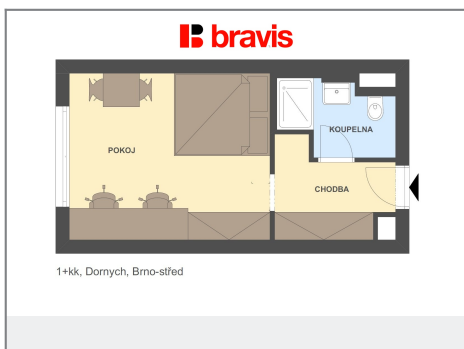 bravis
KOUPELNA
POKOJ
CHODBA
1+kk, Dornych, Brno-střed